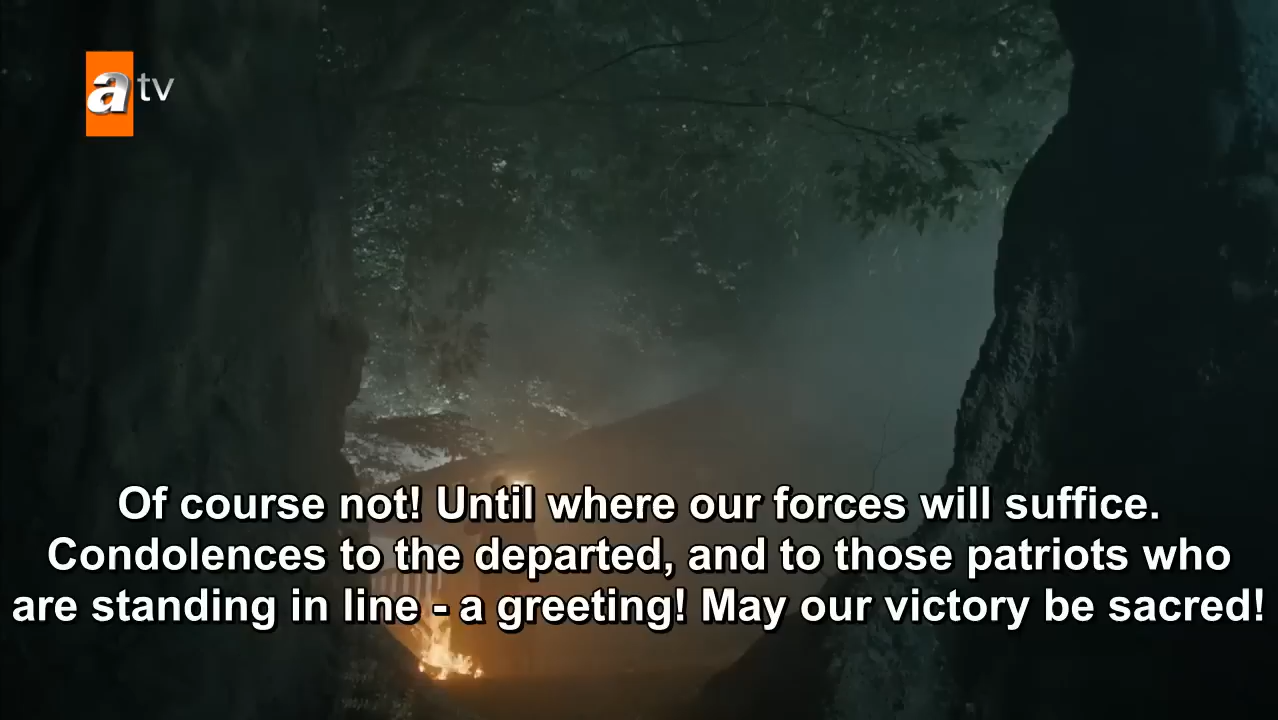 a tv
Of course not! Until where our forces will suffice.
Condolences to the departed, and to those patriots who
are standing in line - a greeting! May our victory be sacred!